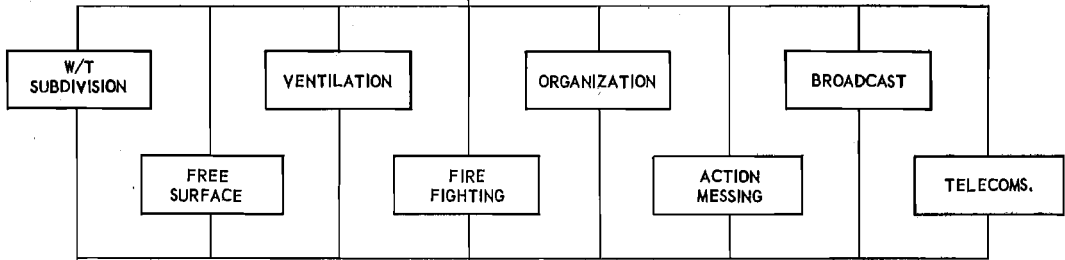 W/T
SUBDIVISION
VENTILATION
ORGANIZATION
BROADCAST
FREE
SURFACE
FIRE
FIGHTING
ACTION
MESSING
TELECOMS.